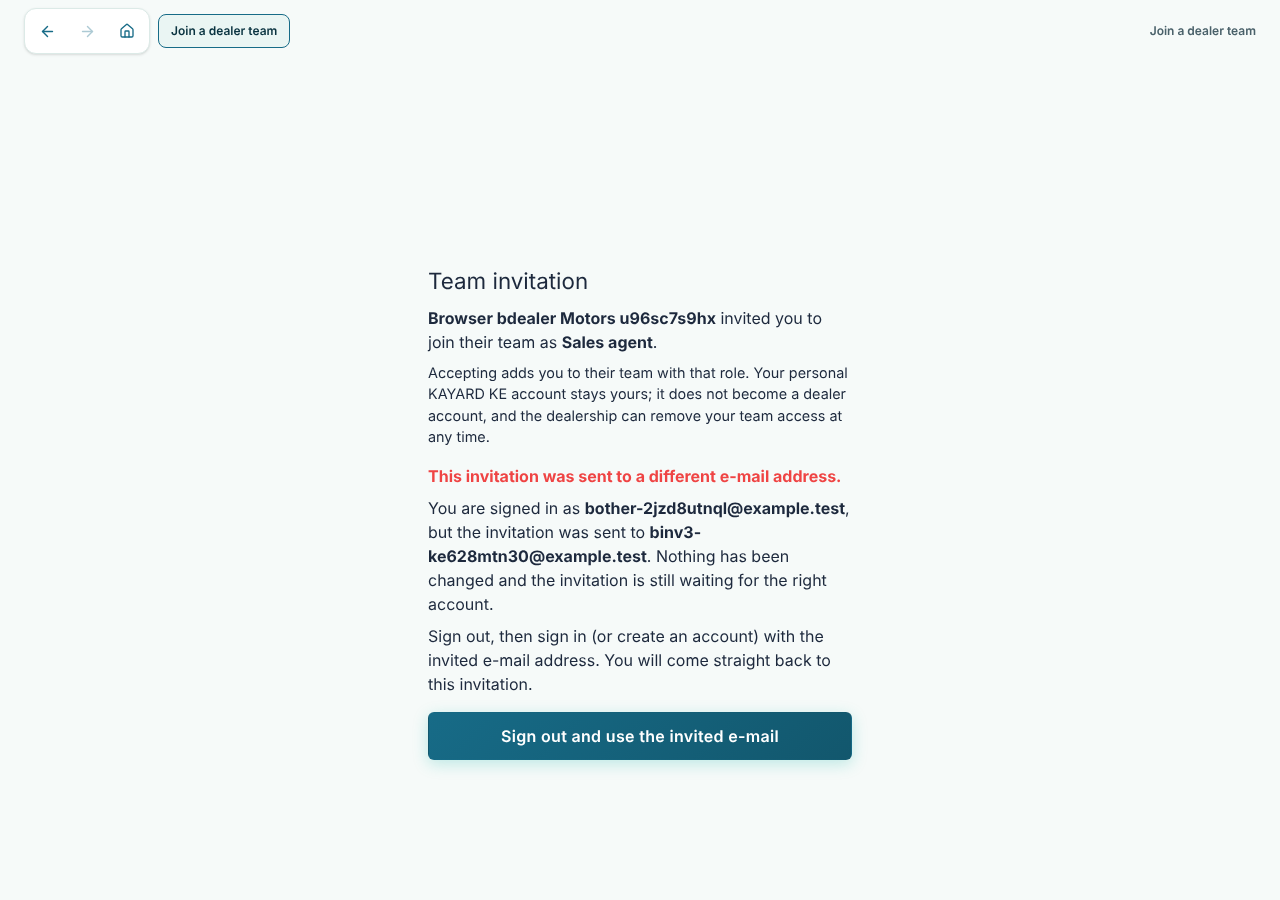 Join a dealer team
Join a dealer team
Team invitation
Browser bdealer Motors u96sc7s9hx invited you to
join their team as Sales agent.
Accepting adds you to their team with that role. Your personal
KAYARD KE account stays yours; it does not become a dealer
account, and the dealership can remove your team access at
any time.
This invitation was sent to a different e-mail address.
You are signed in as bother-2jzd8utnql@example.test,
but the invitation was sent to binv3-
ke628mtn30@example.test. Nothing has been
changed and the invitation is still waiting for the right
account.
Sign out, then sign in (or create an account) with the
invited e-mail address. You will come straight back to
this invitation.
Sign out and use the invited e-mail